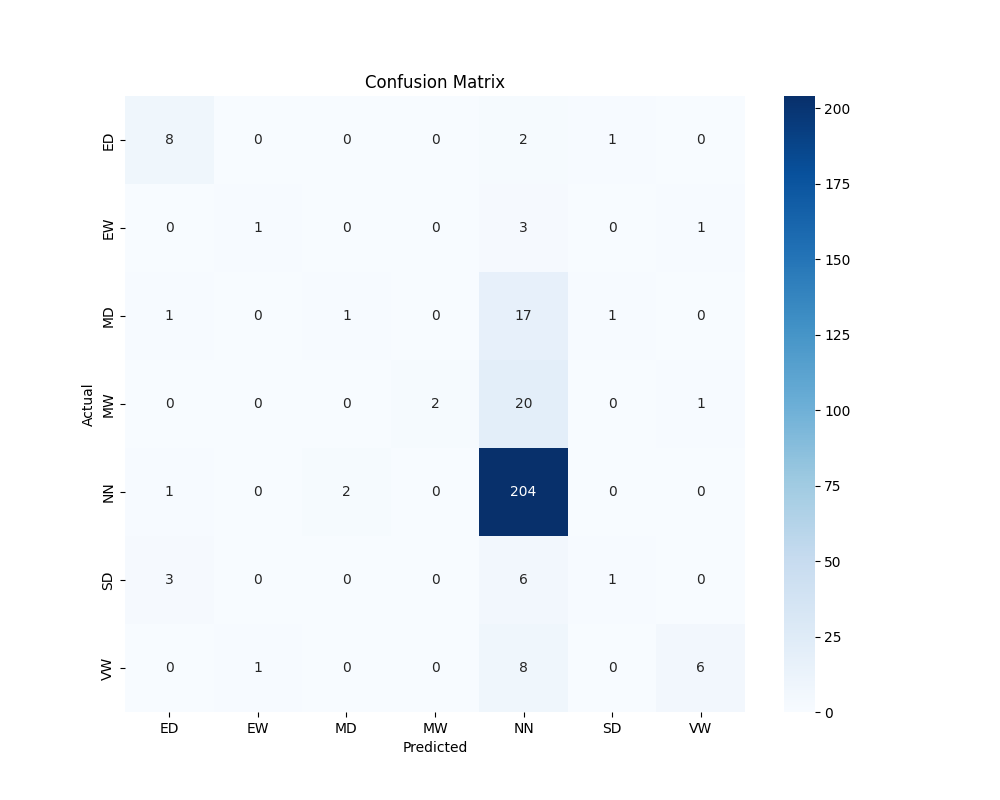 Confusion Matrix
ED 8 0 0 0 2 1 0
EW 0 1 0 0 3 0 1
MD 1 0 1 0 17 1 0
MW 0 0 0 2 20 0 1
NN 1 0 2 0 204 0 0
SD 3 0 0 0 6 1 0
VW 0 1 0 0 8 0 6
ED EW MD MW NN SD VW
Predicted
Actual
200
175
150
125
100
75
50
25
0